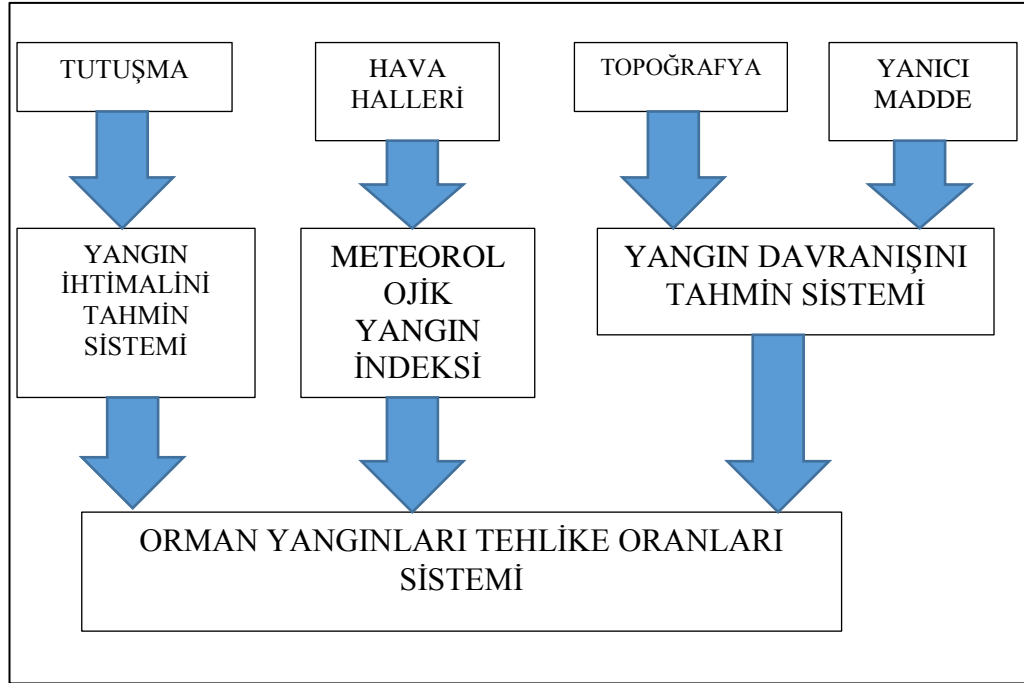 TUTUŞMA
HAVA
HALLERİ
TOPOĞRAFYA
YANICI
MADDE
YANGIN
İHTİMALİNİ
TAHMİN
SİSTEMİ
METEOROL
OJİK
YANGIN
İNDEKSİ
YANGIN DAVRANIŞINI
TAHMİN SİSTEMİ
ORMAN YANGINLARI TEHLİKE ORANLARI
SİSTEMİ